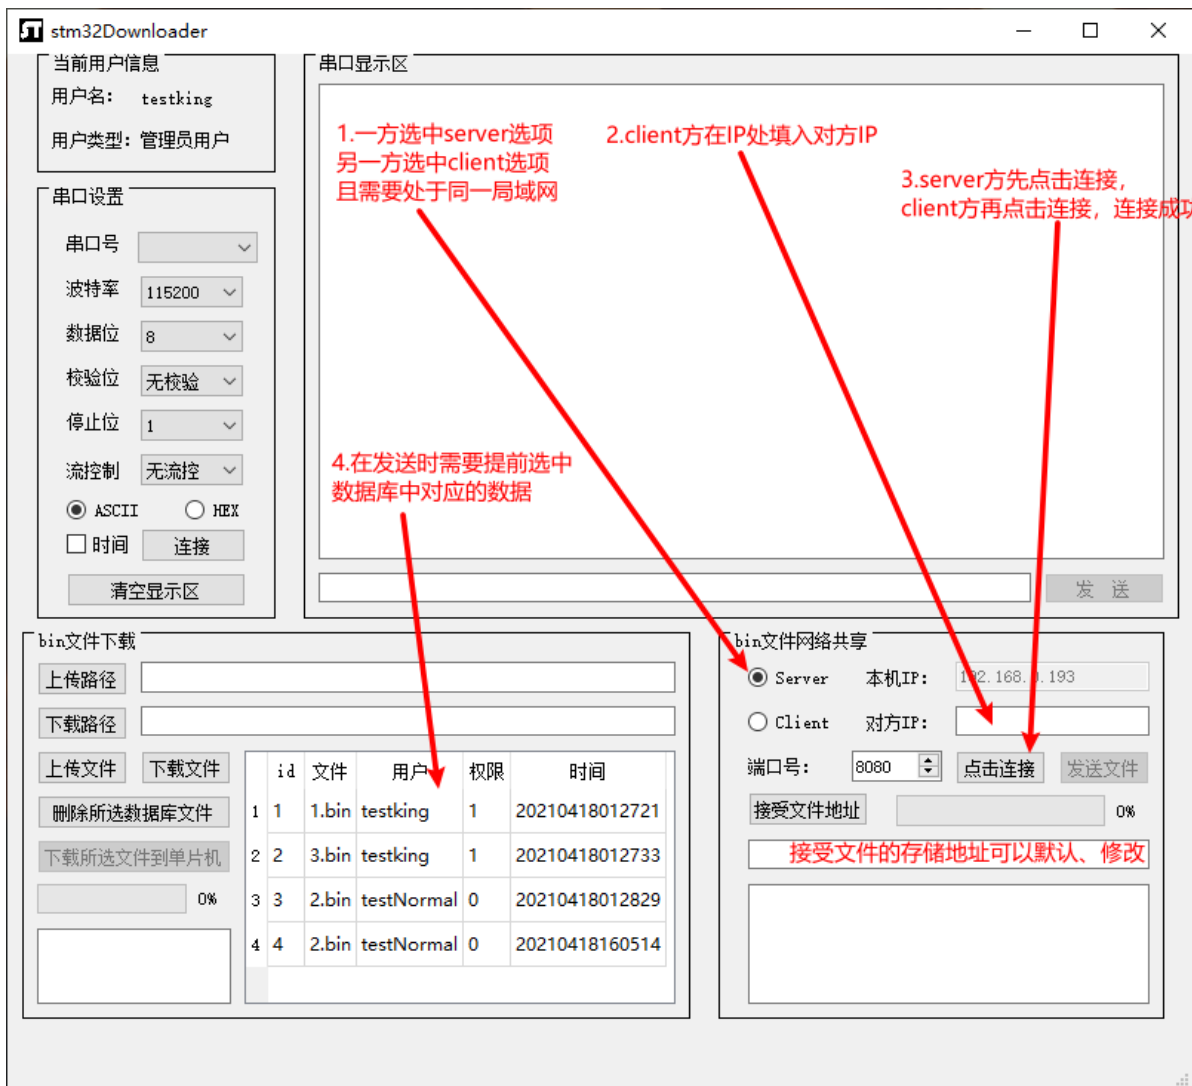 stm32Downloader
当前用户信息
用户名： testking
用户类型：管理员用户
串口设置
串口号
波特率 115200
数据位 8
校验位 无校验
停止位 1
流控制 无流控
ASCII HEX
时间 连接
清空显示区
串口显示区
1.一方选中server选项
另一方选中client选项
且需要处于同一局域网
2.client方在IP处填入对方IP
3.server方先点击连接，
client方再点击连接，连接成功
4.在发送时需要提前选中
数据库中对应的数据
发 送
bin文件下载
上传路径
下载路径
上传文件 下载文件
删除所选数据库文件
下载所选文件到单片机
0%
id 文件 用户 权限 时间
1 1 1.bin testking 1 20210418012721
2 2 3.bin testking 1 20210418012733
3 3 2.bin testNormal 0 20210418012829
4 4 2.bin testNormal 0 20210418160514
bin文件网络共享
Server 本机IP：
Client 对方IP：
端口号： 8080 点击连接 发送文件
接受文件地址 0%
接受文件的存储地址可以默认、修改